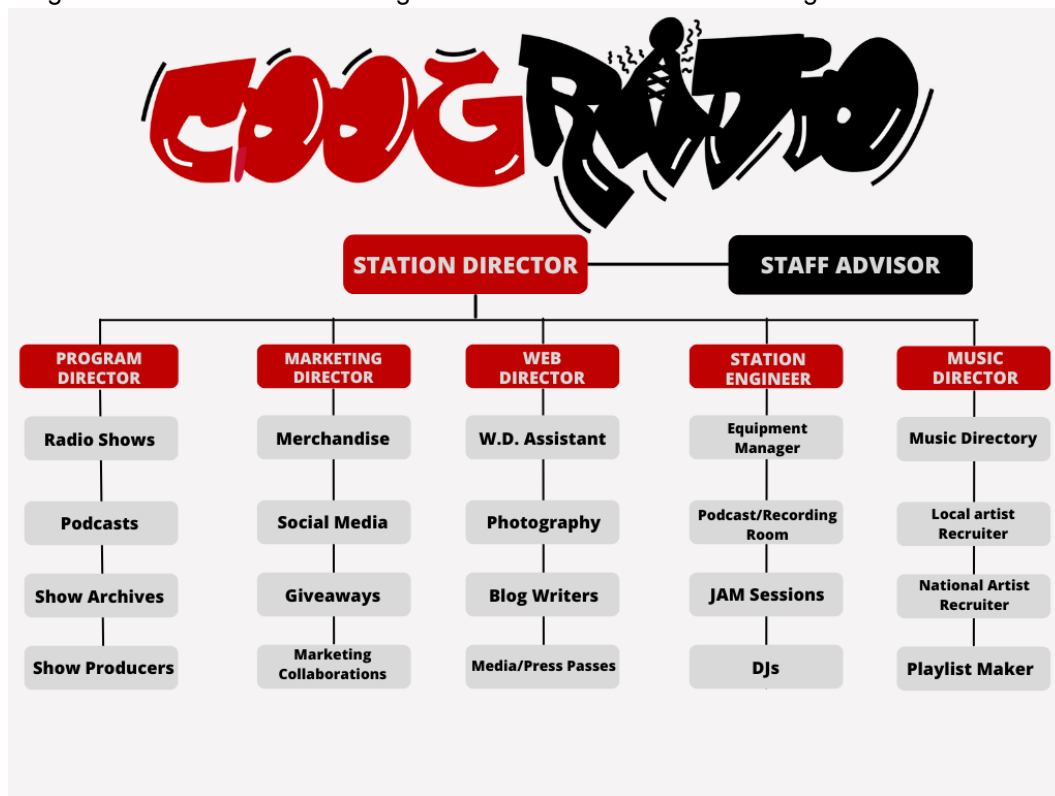 COOG RADIO
STATION DIRECTOR
STAFF ADVISOR
PROGRAM
DIRECTOR
MARKETING
DIRECTOR
WEB
DIRECTOR
STATION
ENGINEER
MUSIC
DIRECTOR
Radio Shows
Merchandise
W.D. Assistant
Equipment
Manager
Music Directory
Podcasts
Social Media
Photography
Podcast/Recording
Room
Local artist
Recruiter
Show Archives
Giveaways
Blog Writers
JAM Sessions
National Artist
Recruiter
Show Producers
Marketing
Collaborations
Media/Press Passes
DJs
Playlist Maker